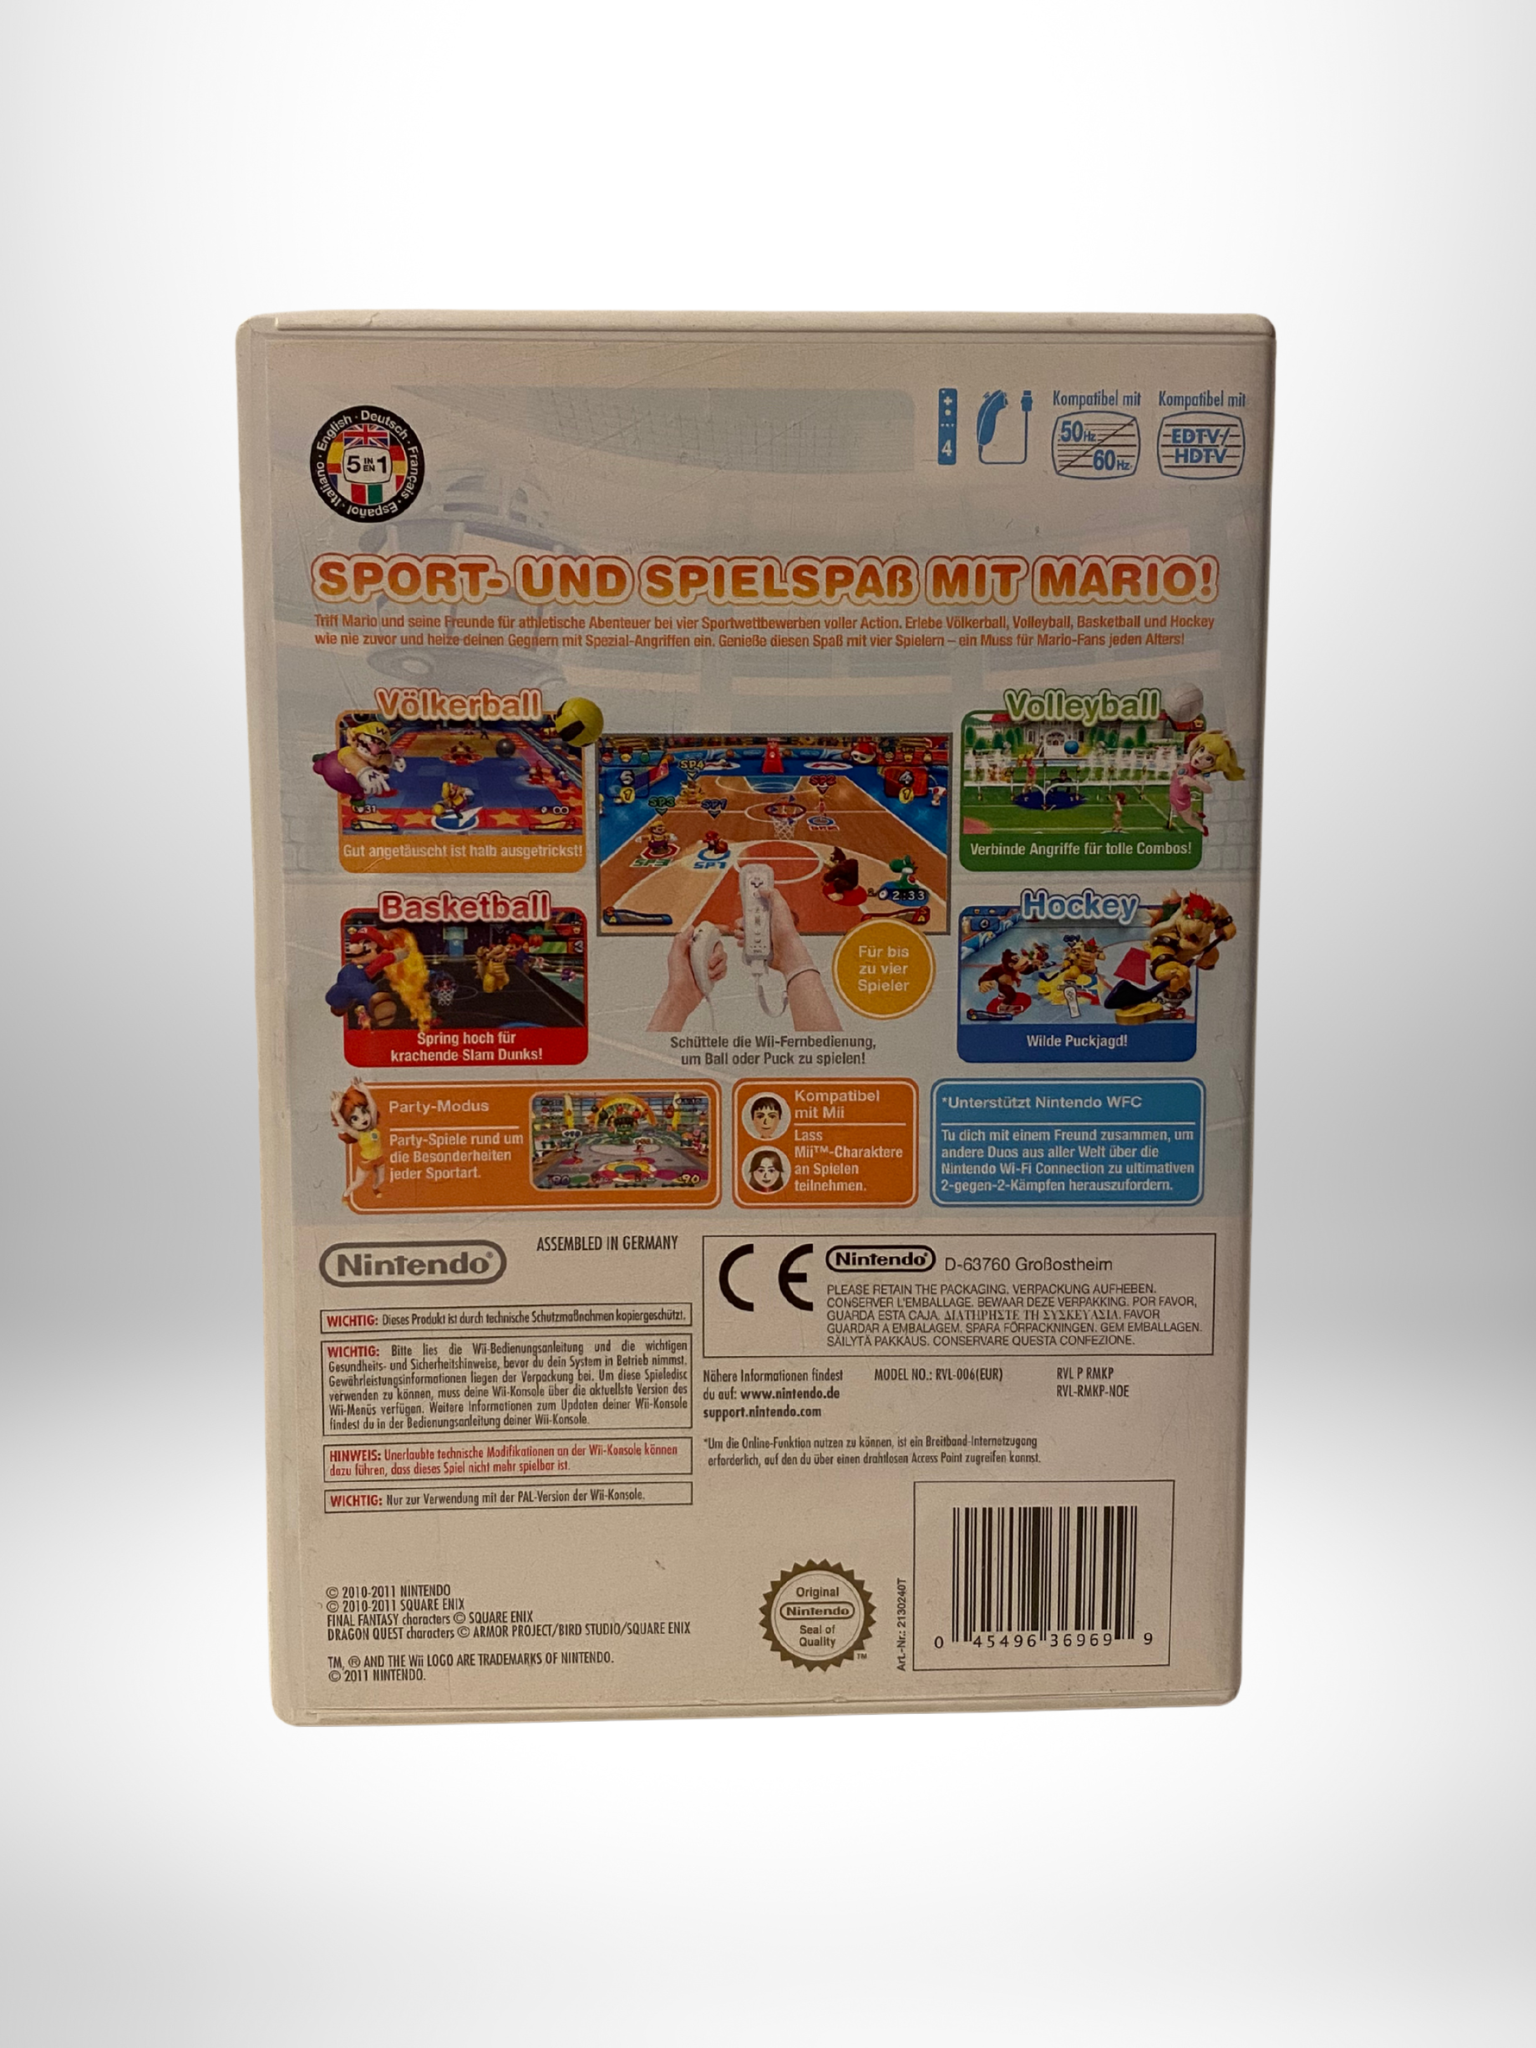 English · Deutsch · Français · Español · Italiano
5 IN EN 1
4
Kompatibel mit
50Hz
60Hz
Kompatibel mit
EDTV/
HDTV
SPORT- UND SPIELSPAß MIT MARIO!
Triff Mario und seine Freunde für athletische Abenteuer bei vier Sportwettbewerben voller Action. Erlebe Völkerball, Volleyball, Basketball und Hockey
wie nie zuvor und heize deinen Gegnern mit Spezial-Angriffen ein. Genieße diesen Spaß mit vier Spielern – ein Muss für Mario-Fans jeden Alters!
Völkerball
Gut angetäuscht ist halb ausgetrickst!
Volleyball
Verbinde Angriffe für tolle Combos!
SP4
SP3
SP1
SP2
5
4
SP3
SP1
2:33
Basketball
Spring hoch für
krachende Slam Dunks!
Für bis
zu vier
Spieler
Schüttele die Wii-Fernbedienung,
um Ball oder Puck zu spielen!
Hockey
Wilde Puckjagd!
Party-Modus
Party-Spiele rund um
die Besonderheiten
jeder Sportart.
Kompatibel
mit Mii
Lass
Mii™-Charaktere
an Spielen
teilnehmen.
*Unterstützt Nintendo WFC
Tu dich mit einem Freund zusammen, um
andere Duos aus aller Welt über die
Nintendo Wi-Fi Connection zu ultimativen
2-gegen-2-Kämpfen herauszufordern.
Nintendo®
ASSEMBLED IN GERMANY
CE
Nintendo® D-63760 Großostheim
PLEASE RETAIN THE PACKAGING. VERPACKUNG AUFHEBEN.
CONSERVER L'EMBALLAGE. BEWAAR DEZE VERPAKKING. POR FAVOR,
GUARDA ESTA CAJA. ΔΙΑΤΗΡΗΣΤΕ ΤΗ ΣΥΣΚΕΥΑΣΙΑ. FAVOR
GUARDAR A EMBALAGEM. SPARA FÖRPACKNINGEN. GEM EMBALLAGEN.
SÄILYTÄ PAKKAUS. CONSERVARE QUESTA CONFEZIONE.
WICHTIG: Dieses Produkt ist durch technische Schutzmaßnahmen kopiergeschützt.
WICHTIG: Bitte lies die Wii-Bedienungsanleitung und die wichtigen
Gesundheits- und Sicherheitshinweise, bevor du dein System in Betrieb nimmst.
Gewährleistungsinformationen liegen der Verpackung bei. Um diese Spieledisc
verwenden zu können, muss deine Wii-Konsole über die aktuellste Version des
Wii-Menüs verfügen. Weitere Informationen zum Updaten deiner Wii-Konsole
findest du in der Bedienungsanleitung deiner Wii-Konsole.
HINWEIS: Unerlaubte technische Modifikationen an der Wii-Konsole können
dazu führen, dass dieses Spiel nicht mehr spielbar ist.
WICHTIG: Nur zur Verwendung mit der PAL-Version der Wii-Konsole.
Nähere Informationen findest
du auf: www.nintendo.de
support.nintendo.com
MODEL NO.: RVL-006(EUR)
RVL P RMKP
RVL-RMKP-NOE
*Um die Online-Funktion nutzen zu können, ist ein Breitband-Internetzugang
erforderlich, auf den du über einen drahtlosen Access Point zugreifen kannst.
© 2010-2011 NINTENDO
© 2010-2011 SQUARE ENIX
FINAL FANTASY characters © SQUARE ENIX
DRAGON QUEST characters © ARMOR PROJECT/BIRD STUDIO/SQUARE ENIX
TM, ® AND THE Wii LOGO ARE TRADEMARKS OF NINTENDO.
© 2011 NINTENDO.
Original
Nintendo
Seal of
Quality
TM
Art.-Nr.: 2130240T
0 45496 36969 9